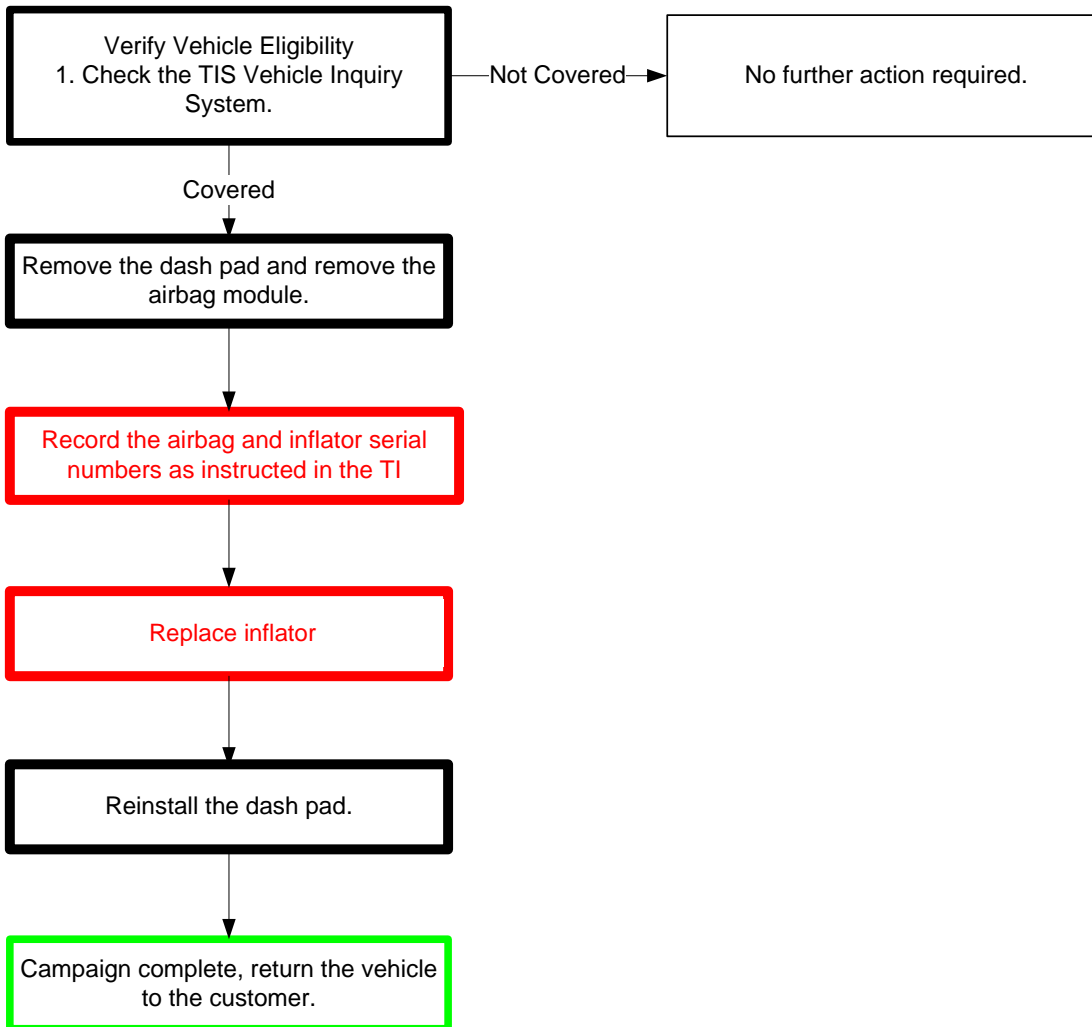 Verify Vehicle Eligibility
1. Check the TIS Vehicle Inquiry
System.
Not Covered
No further action required.
Covered
Remove the dash pad and remove the
airbag module.
Record the airbag and inflator serial
numbers as instructed in the TI
Replace inflator
Reinstall the dash pad.
Campaign complete, return the vehicle
to the customer.